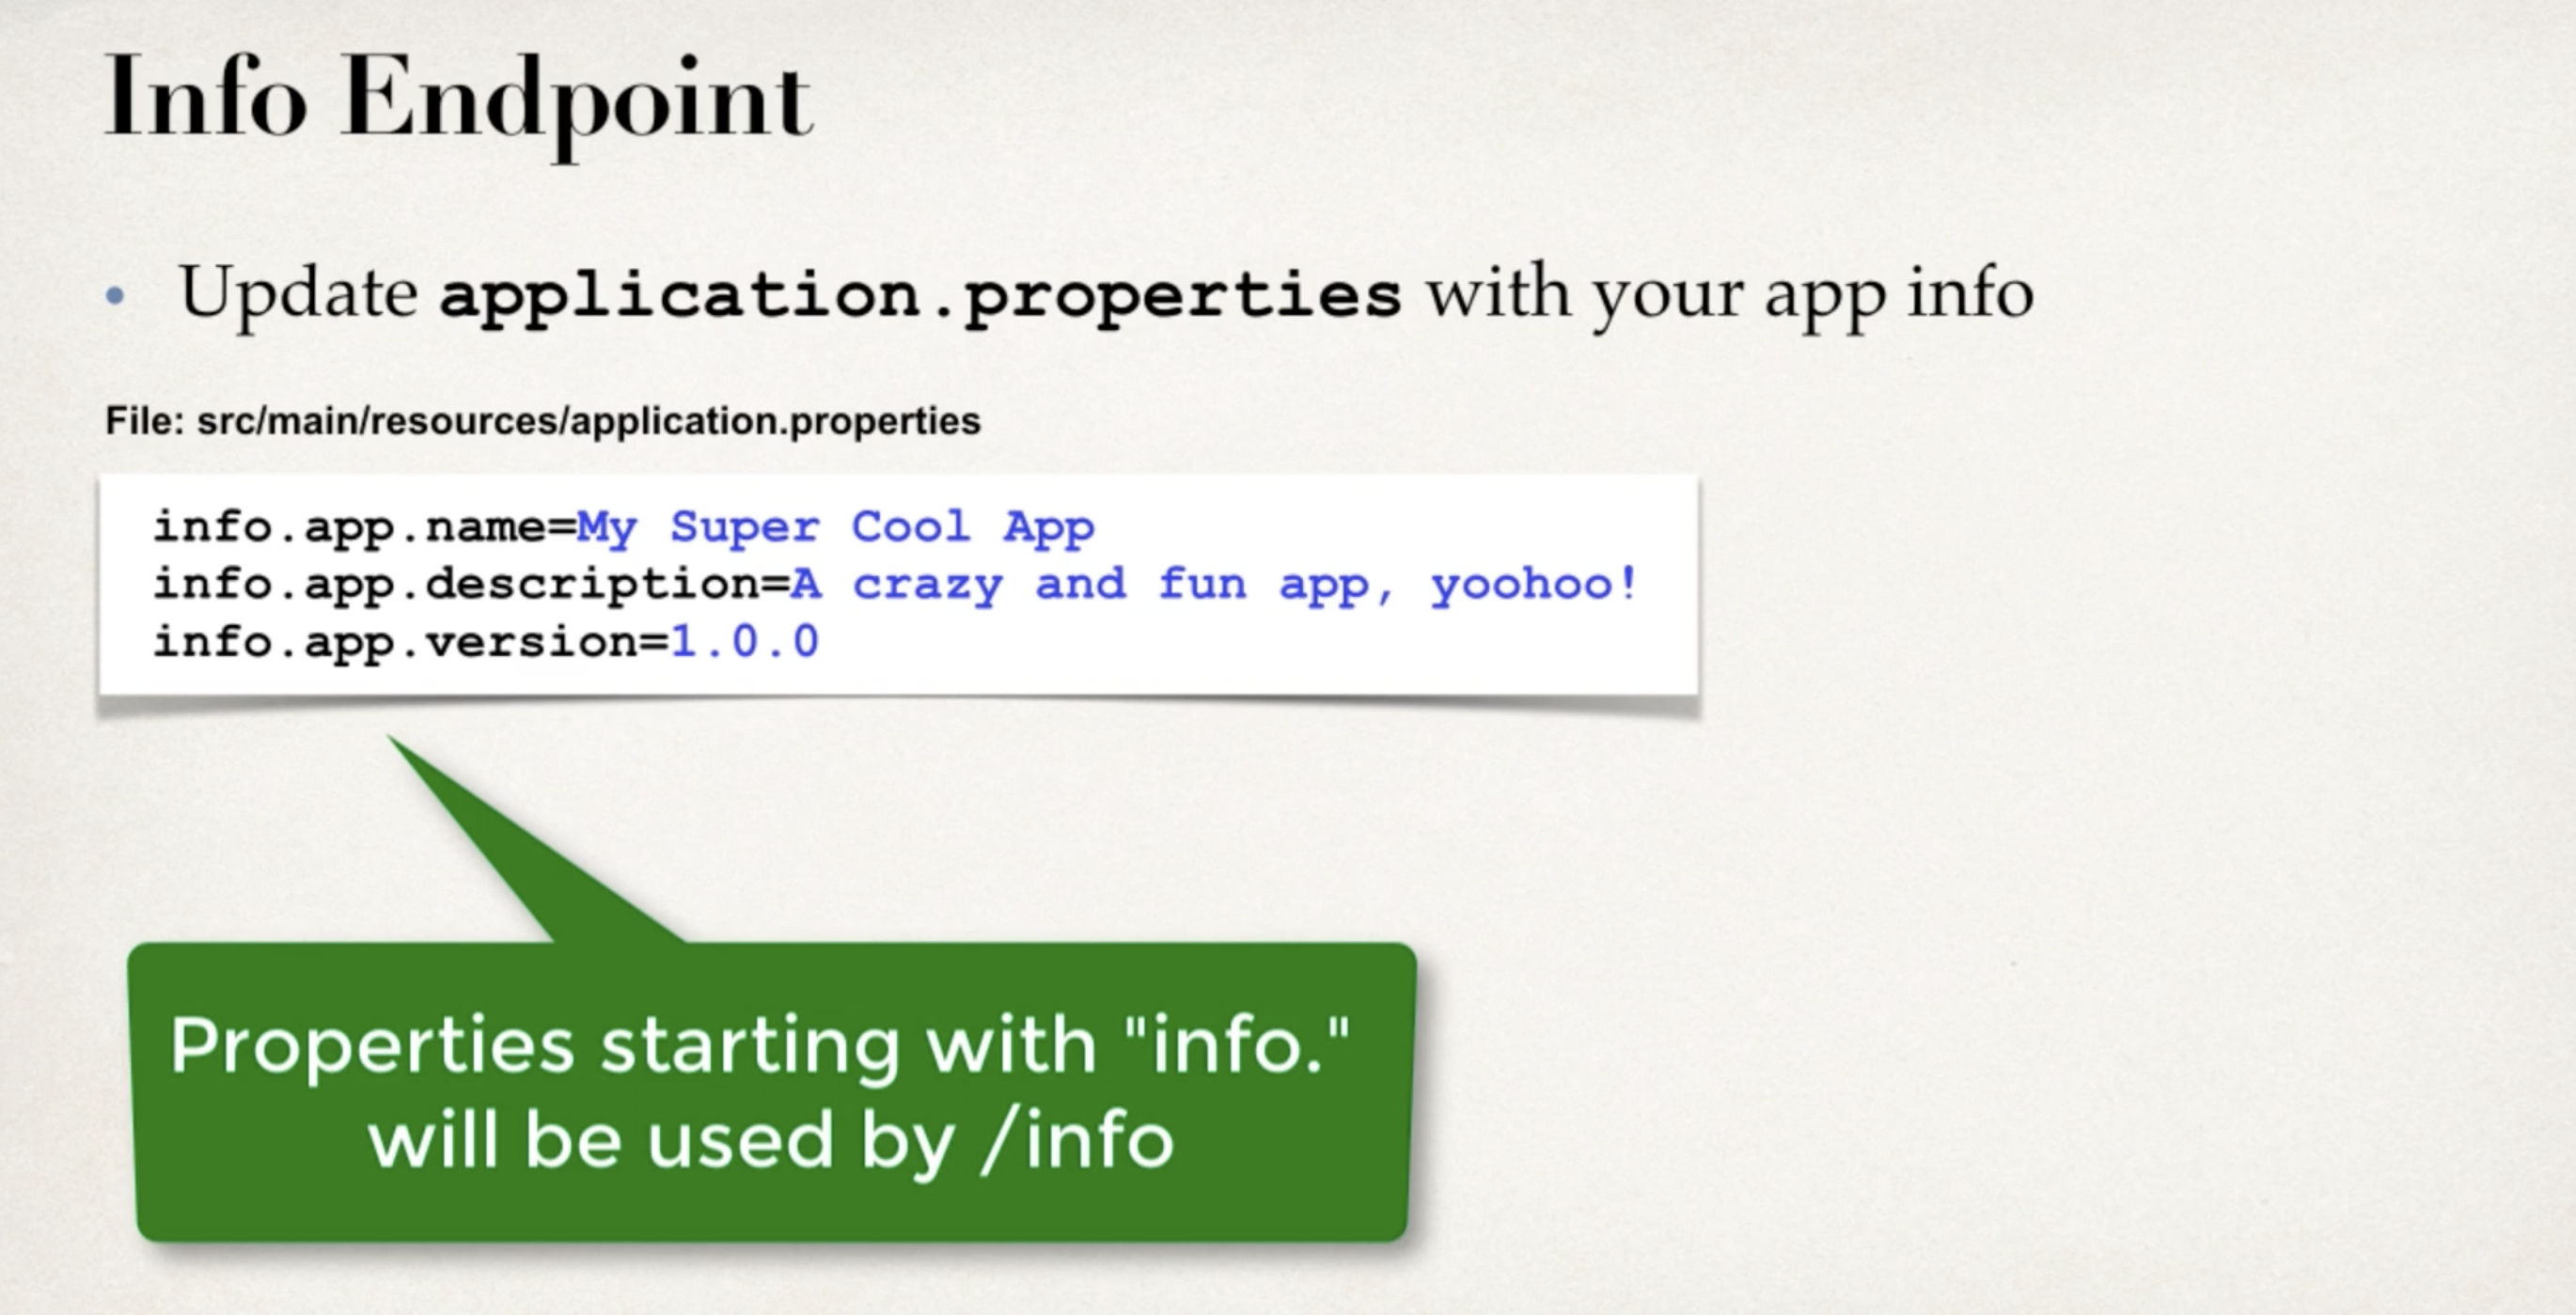 Info Endpoint
• Update application.properties with your app info
File: src/main/resources/application.properties
info.app.name=My Super Cool App
info.app.description=A crazy and fun app, yoohoo!
info.app.version=1.0.0
Properties starting with "info."
will be used by /info